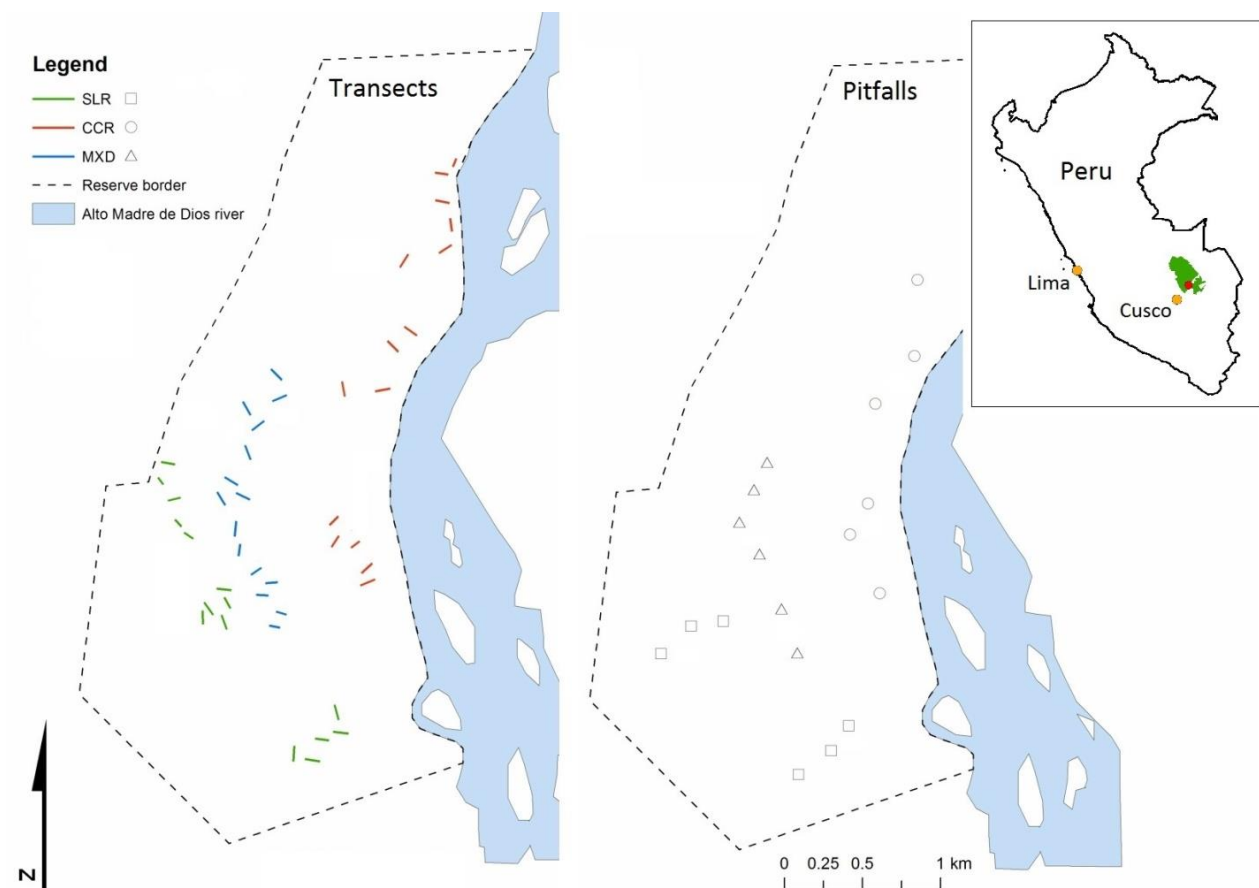 Legend
SLR
CCR
MXD
Reserve border
Alto Madre de Dios river
Transects
Pitfalls
Peru
Lima
Cusco
N
0 0.25 0.5 1 km